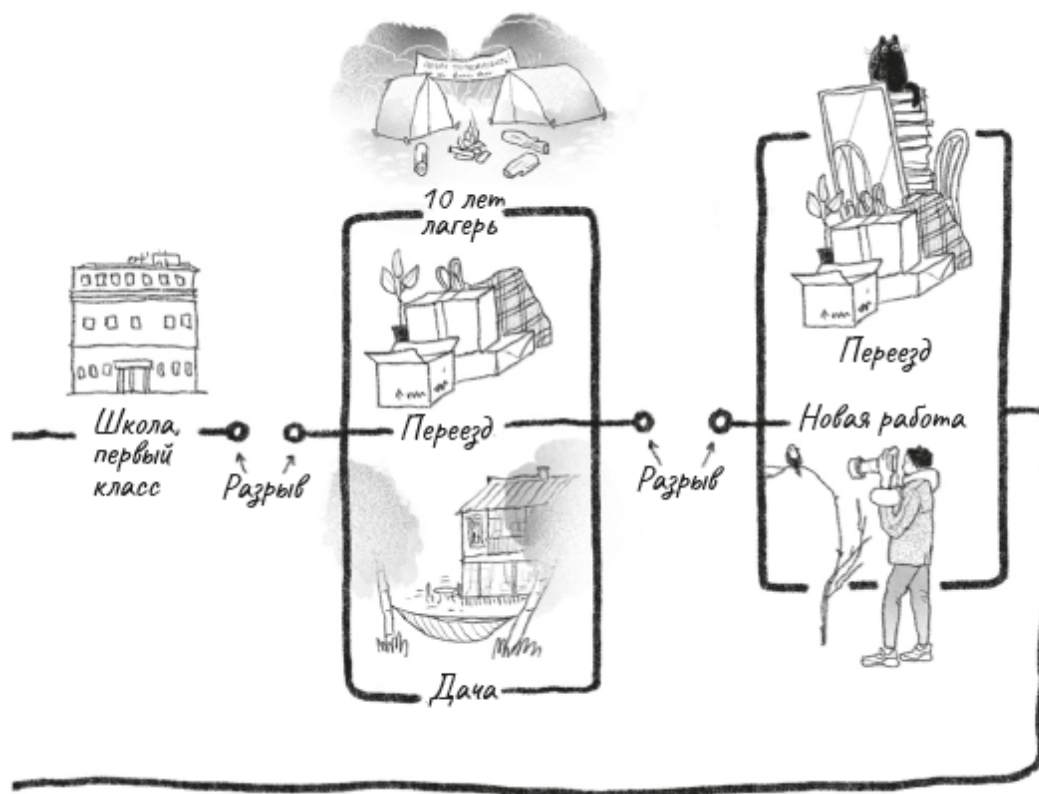 10 лет
лагерь
Школа,
первый
класс
Разрыв
Переезд
Дача
Разрыв
Переезд
Новая работа